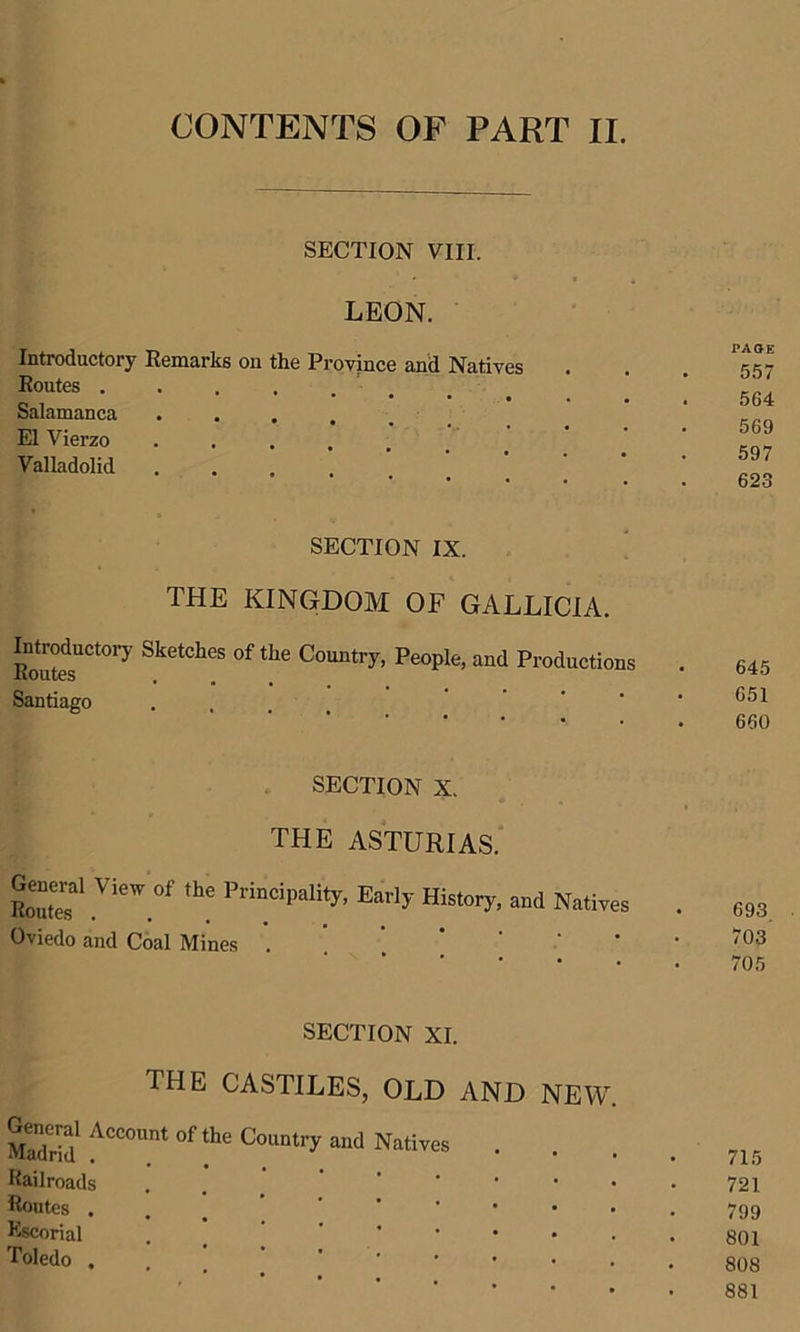 CONTENTS OF PART II.
SECTION VIII.
LEON.
PAGE
Introductory Remarks on the Province and Natives . . . 557
Routes . . . . . . . . . . . 564
Salamanca . . . . . . . . . . 569
El Vierzo . . . . . . . . . . 597
Valladolid . . . . . . . . . . 623
SECTION IX.
THE KINGDOM OF GALLICIA.
Introductory Sketches of the Country, People, and Productions . 645
Routes . . . . . . . . . . 651
Santiago . . . . . . . . . . 660
SECTION X.
THE ASTURIAS.
General View of the Principality, Early History, and Natives . 693
Routes . . . . . . . . . . 703
Oviedo and Coal Mines . . . . . . . . 705
SECTION XI.
THE CASTILES, OLD AND NEW.
General Account of the Country and Natives . . . . 715
Madrid . . . . . . . . . . 721
Railroads . . . . . . . . . . 799
Routes . . . . . . . . . . 801
Escorial . . . . . . . . . . 808
Toledo . . . . . . . . . . 881